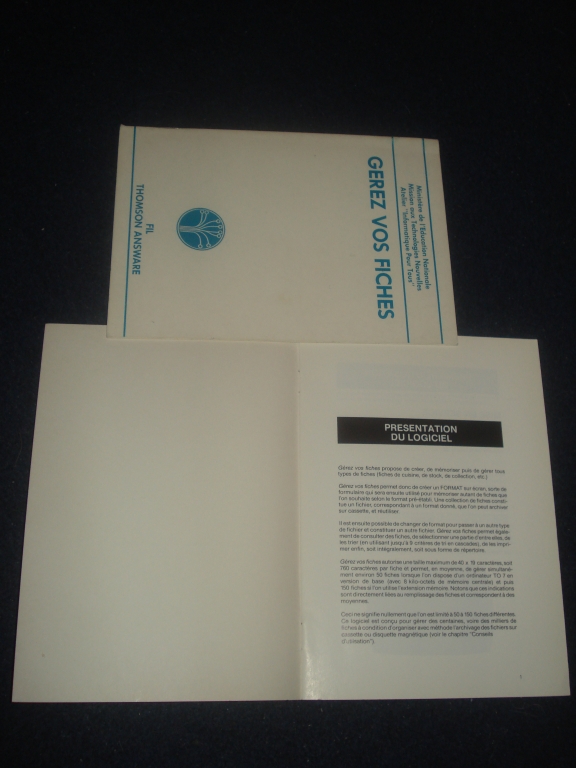 Ministère de l'Education Nationale
Mission aux Technologies Nouvelles
Atelier "Informatique Pour Tous"
GEREZ VOS FICHES
FIL
THOMSON ANSWARE
PRESENTATION
DU LOGICIEL
Gérez vos fiches propose de créer, de mémoriser puis de gérer tous
types de fiches (fiches de cuisine, de stock, de collection, etc.)
Gérez vos fiches permet donc de créer un FORMAT sur écran, sorte de
formulaire qui sera ensuite utilisé pour mémoriser autant de fiches que
l'on souhaite selon le format pré-établi. Une collection de fiches consti-
tue un fichier, correspondant à un format donné, que l'on peut archiver
sur cassette, et réutiliser.
Il est ensuite possible de changer de format pour passer à un autre type
de fichier et constituer un autre fichier. Gérez vos fiches permet égale-
ment de consulter des fiches, de sélectionner une partie d'entre elles, de
les trier (en utilisant jusqu'à 9 critères de tri en cascades), de les impri-
mer enfin, soit intégralement, soit sous forme de répertoire.
Gérez vos fiches autorise une taille maximum de 40 x 19 caractères, soit
760 caractères par fiche et permet, en moyenne, de gérer simultané-
ment environ 50 fiches lorsque l'on dispose d'un ordinateur TO 7 en
version de base (avec 8 kilo-octets de mémoire centrale) et puis
150 fiches si l'on utilise l'extension mémoire. Notons que ces indications
sont directement liées au remplissage des fiches et correspondent à des
moyennes.
Ceci ne signifie nullement que l'on est limité à 50 à 150 fiches différentes.
Ce logiciel est conçu pour gérer des centaines, voire des milliers de
fiches à condition d'organiser avec méthode l'archivage des fichiers sur
cassette ou disquette magnétique (voir le chapitre "Conseils
d'utilisation").